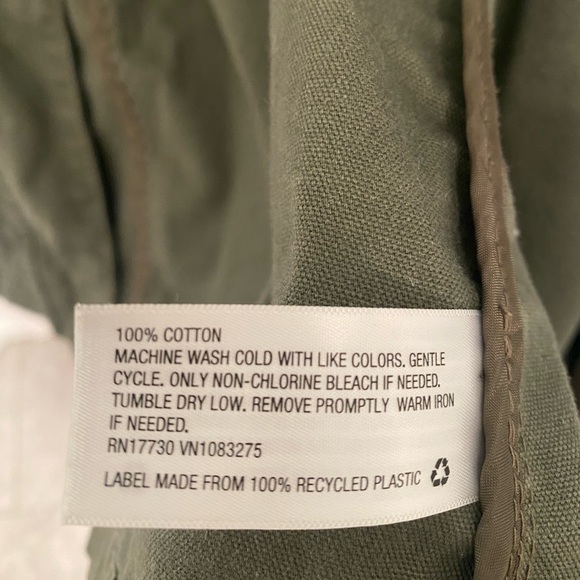 100% COTTON
MACHINE WASH COLD WITH LIKE COLORS. GENTLE
CYCLE. ONLY NON-CHLORINE BLEACH IF NEEDED.
TUMBLE DRY LOW. REMOVE PROMPTLY WARM IRON
IF NEEDED.
RN17730 VN1083275
LABEL MADE FROM 100% RECYCLED PLASTIC